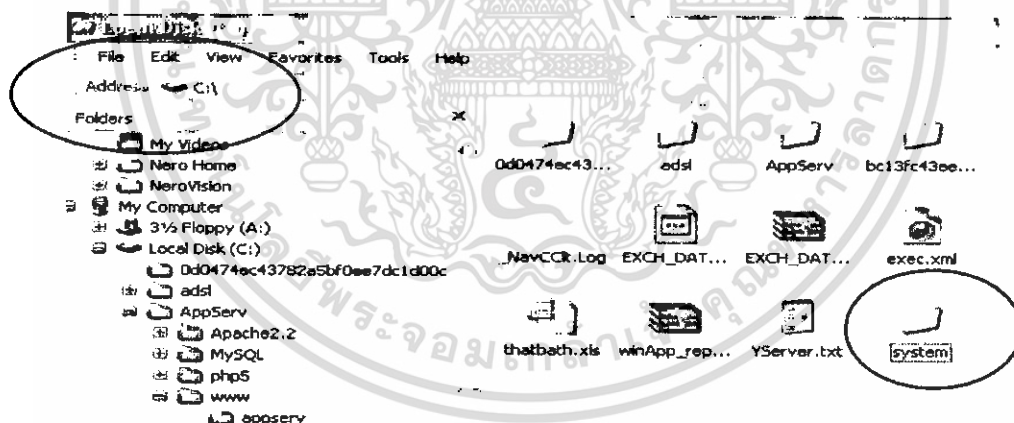 File Edit View Favorites Tools Help
Address C:\
Folders
My Videos
Nero Home
NeroVision
My Computer
3½ Floppy (A:)
Local Disk (C:)
0d0474ec43782a5bf0ee7dc1d00c
adsl
AppServ
Apache2.2
MySQL
php5
www
appserv
0d0474ec43... adsl AppServ bc13fc43ee...
_NavCClt.Log EXCH_DAT... EXCH_DAT... exec.xml
thatbath.xls winApp_rep... YServer.txt system